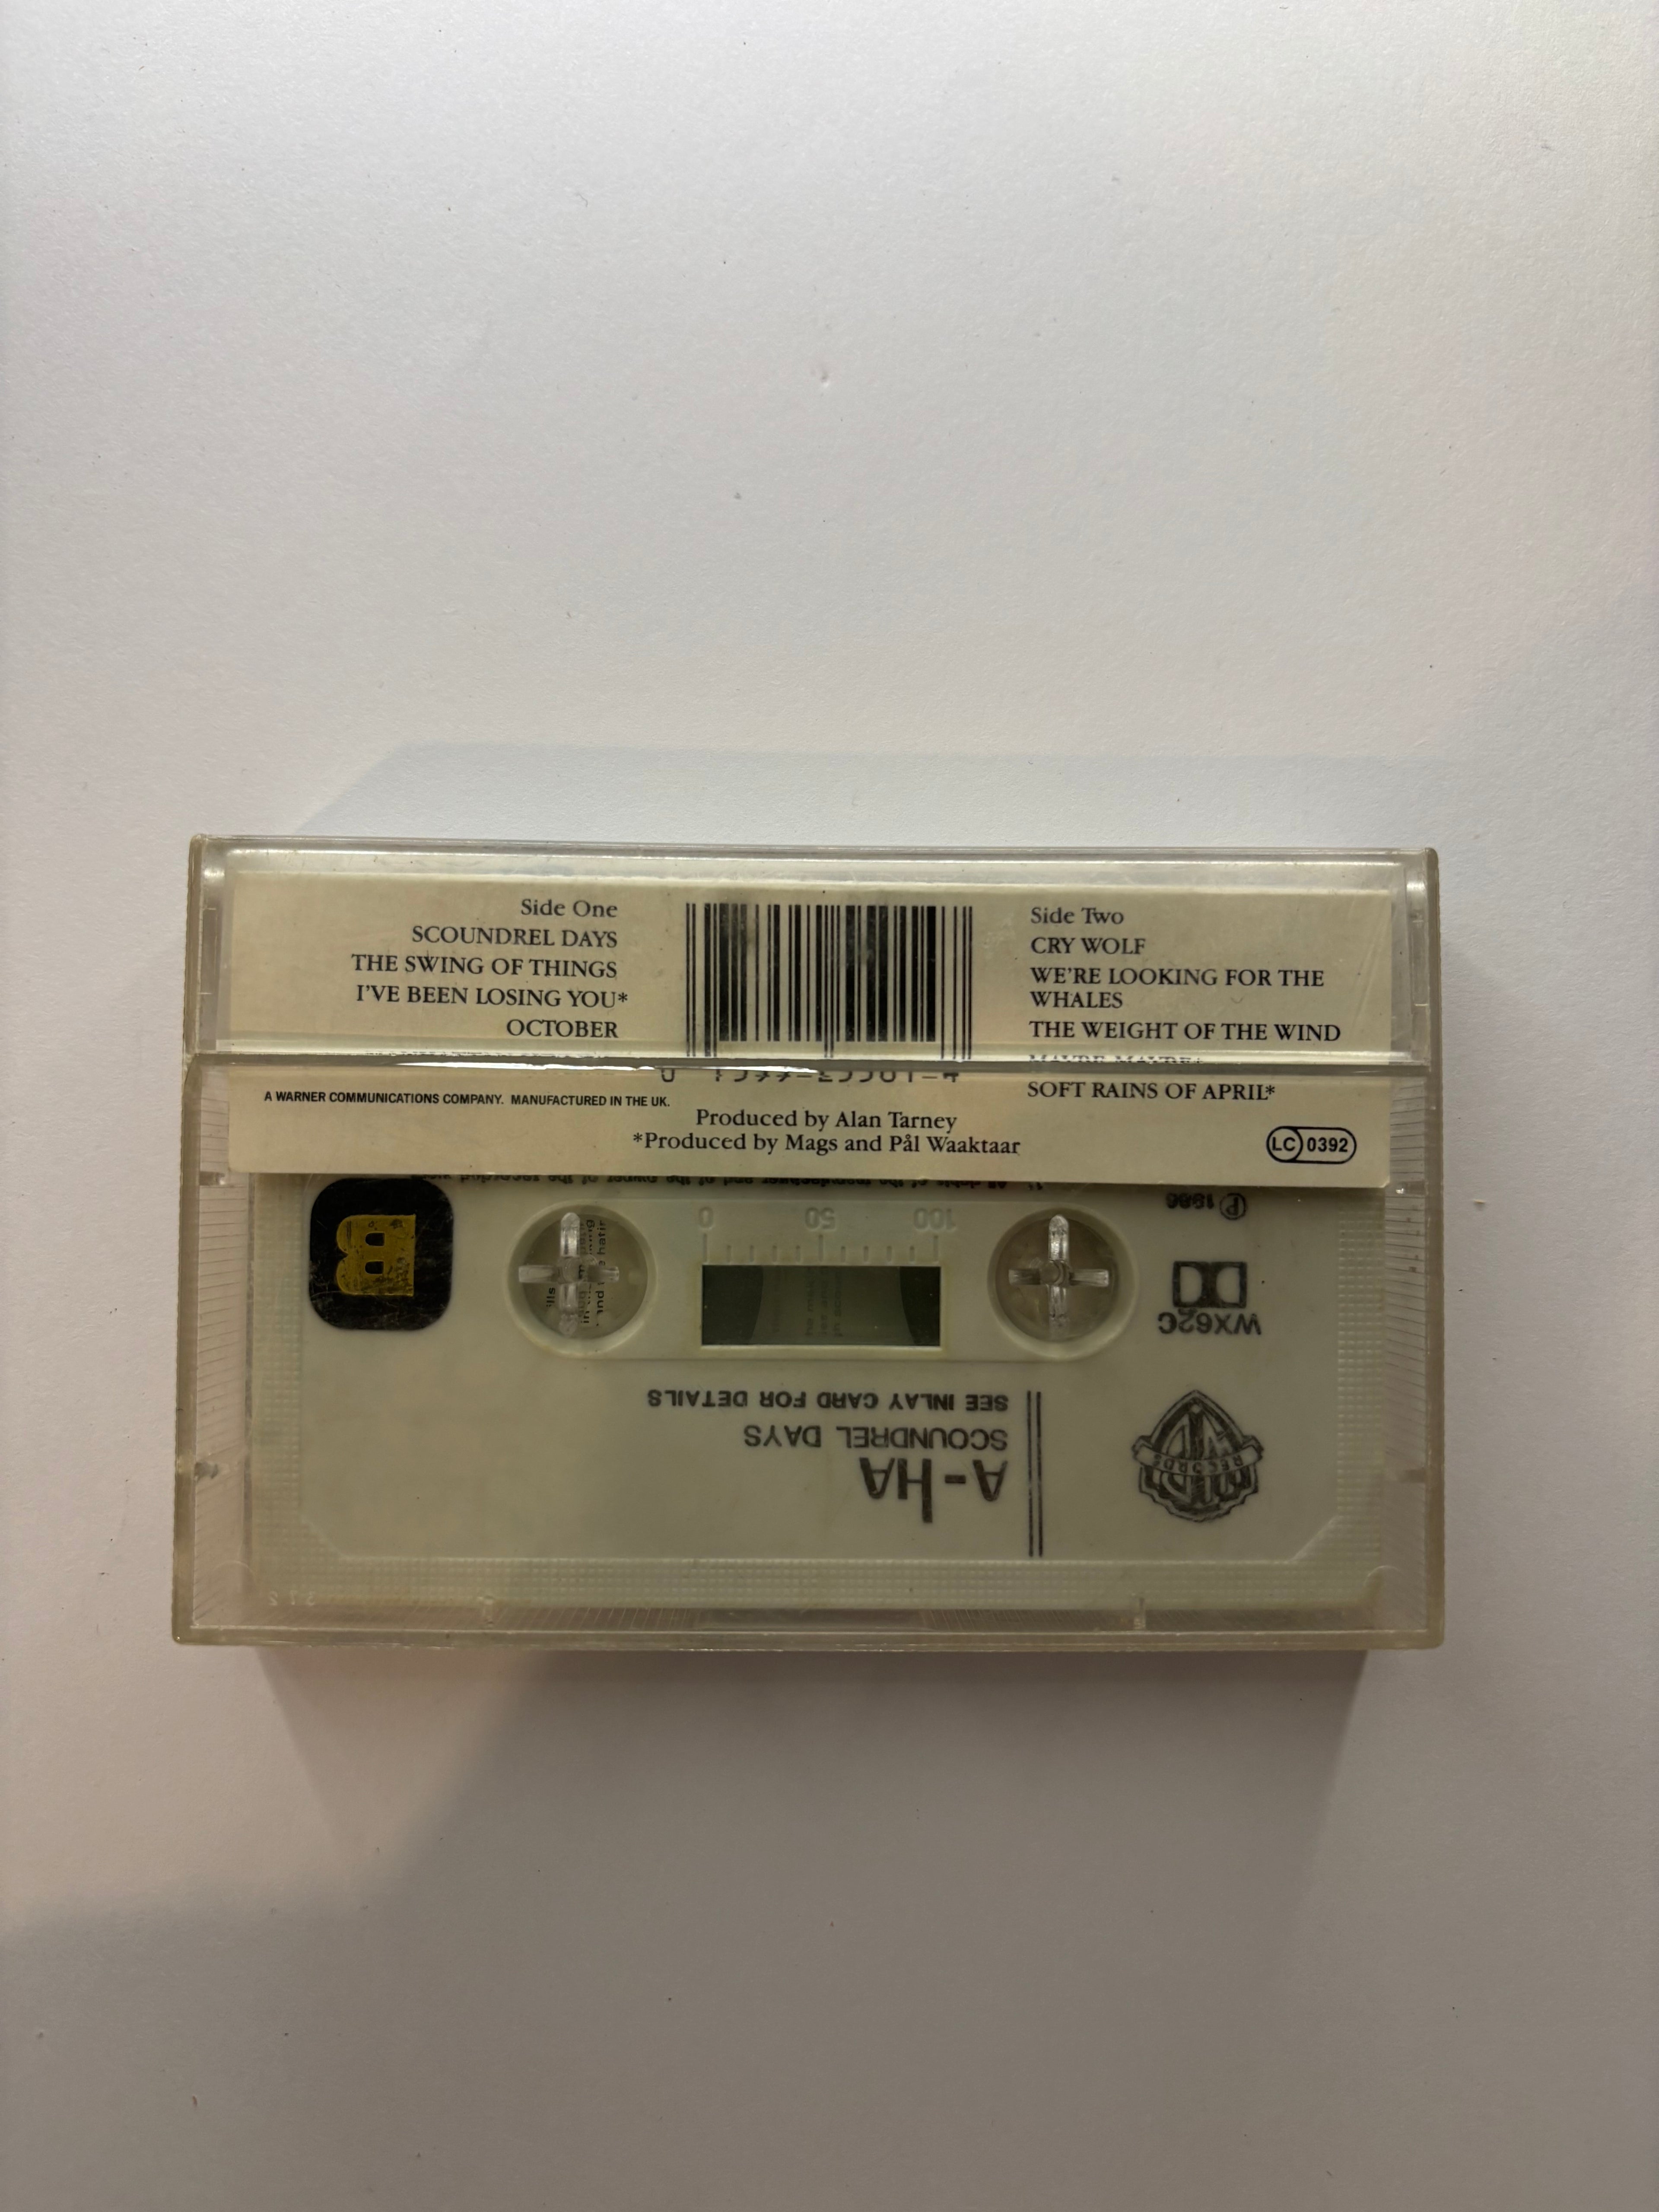 Side One
SCOUNDREL DAYS
THE SWING OF THINGS
I'VE BEEN LOSING YOU*
OCTOBER
Side Two
CRY WOLF
WE'RE LOOKING FOR THE
WHALES
THE WEIGHT OF THE WIND
MAYBE MAYBE*
SOFT RAINS OF APRIL*
A WARNER COMMUNICATIONS COMPANY. MANUFACTURED IN THE UK.
Produced by Alan Tarney
*Produced by Mags and Pål Waaktaar
LC 0392
B
℗ 1986
0 50 100
WX62C
SEE INLAY CARD FOR DETAILS
SCOUNDREL DAYS
A-HA
RECORDS